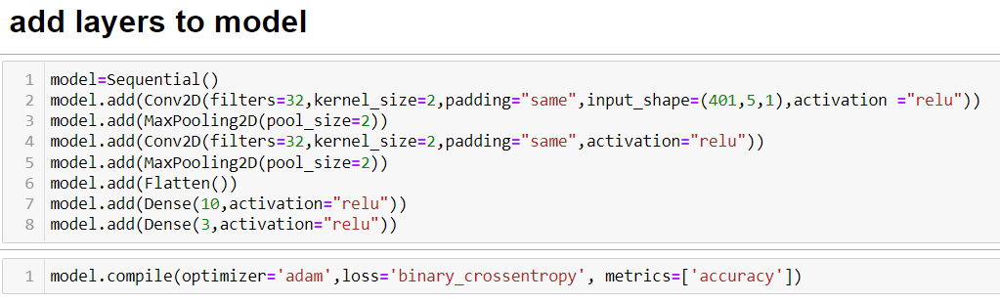 add layers to model
1 model=Sequential()
2 model.add(Conv2D(filters=32,kernel_size=2,padding="same",input_shape=(401,5,1),activation ="relu"))
3 model.add(MaxPooling2D(pool_size=2))
4 model.add(Conv2D(filters=32,kernel_size=2,padding="same",activation="relu"))
5 model.add(MaxPooling2D(pool_size=2))
6 model.add(Flatten())
7 model.add(Dense(10,activation="relu"))
8 model.add(Dense(3,activation="relu"))
1 model.compile(optimizer='adam',loss='binary_crossentropy', metrics=['accuracy'])